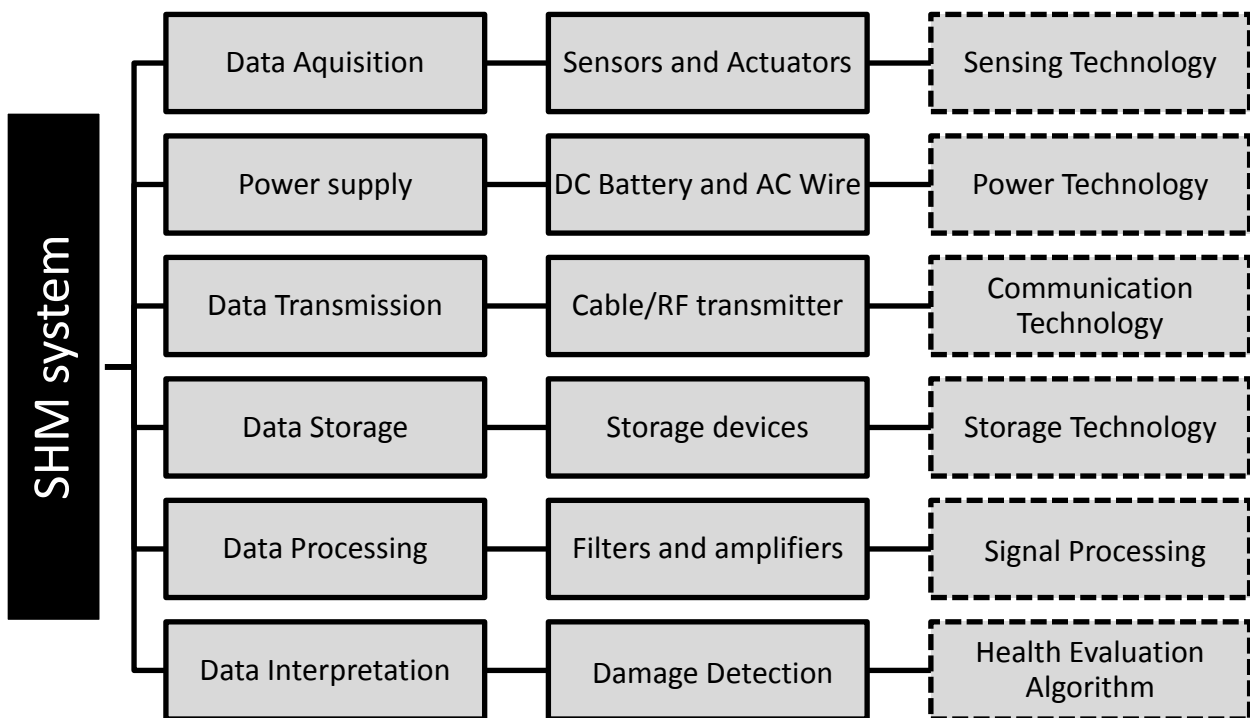 SHM system
Data Aquisition
Sensors and Actuators
Sensing Technology
Power supply
DC Battery and AC Wire
Power Technology
Data Transmission
Cable/RF transmitter
Communication
Technology
Data Storage
Storage devices
Storage Technology
Data Processing
Filters and amplifiers
Signal Processing
Data Interpretation
Damage Detection
Health Evaluation
Algorithm